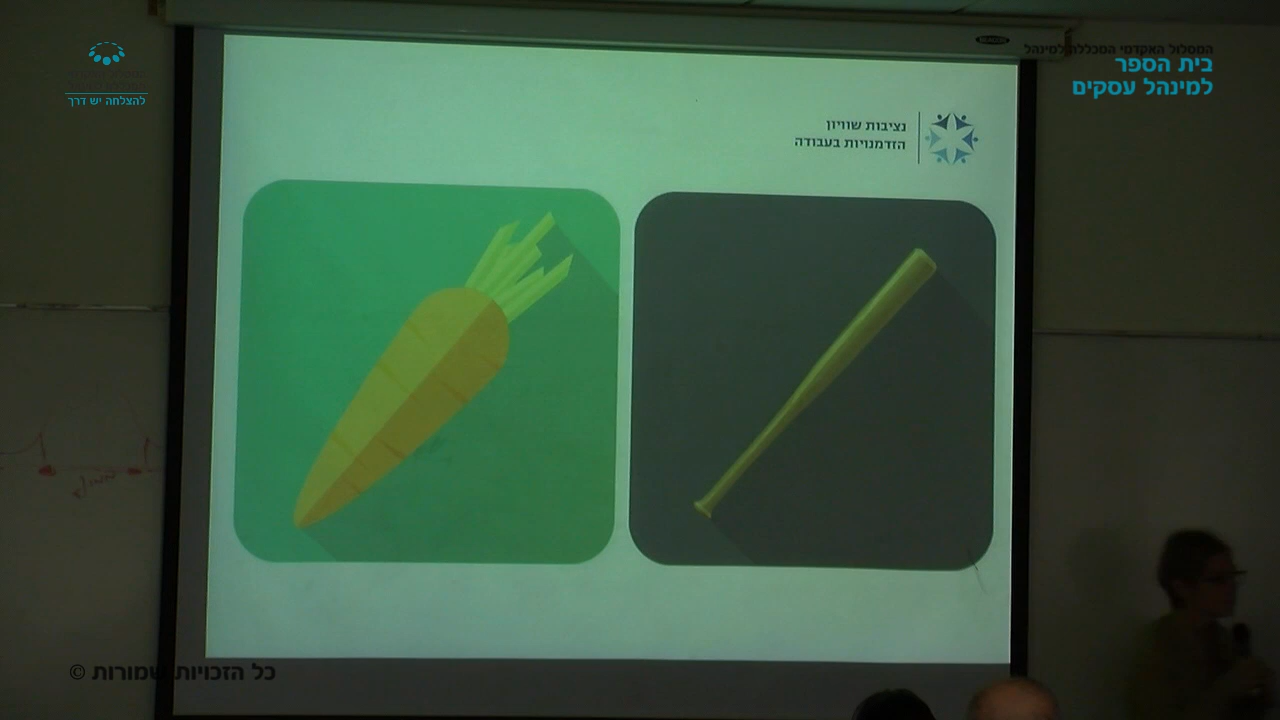 המסלול האקדמי המכללה למינהל
בית הספר
למינהל עסקים
להצלחה יש דרך
נציבות שוויון
הזדמנויות בעבודה
כל הזכויות שמורות ©